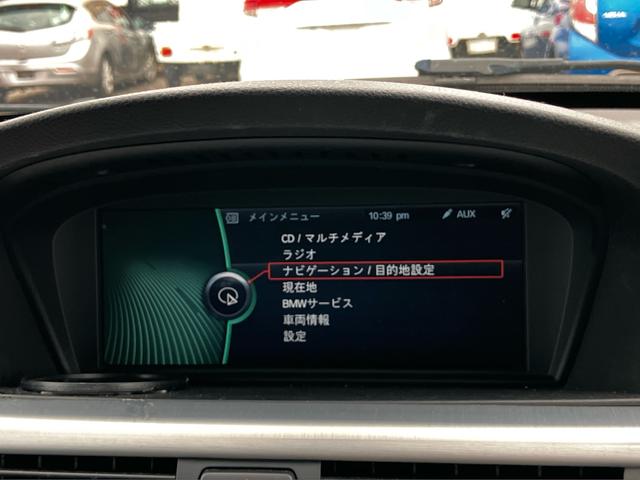 メインメニュー 10:39 pm AUX
CD / マルチメディア
ラジオ
ナビゲーション / 目的地設定
現在地
BMWサービス
車両情報
設定